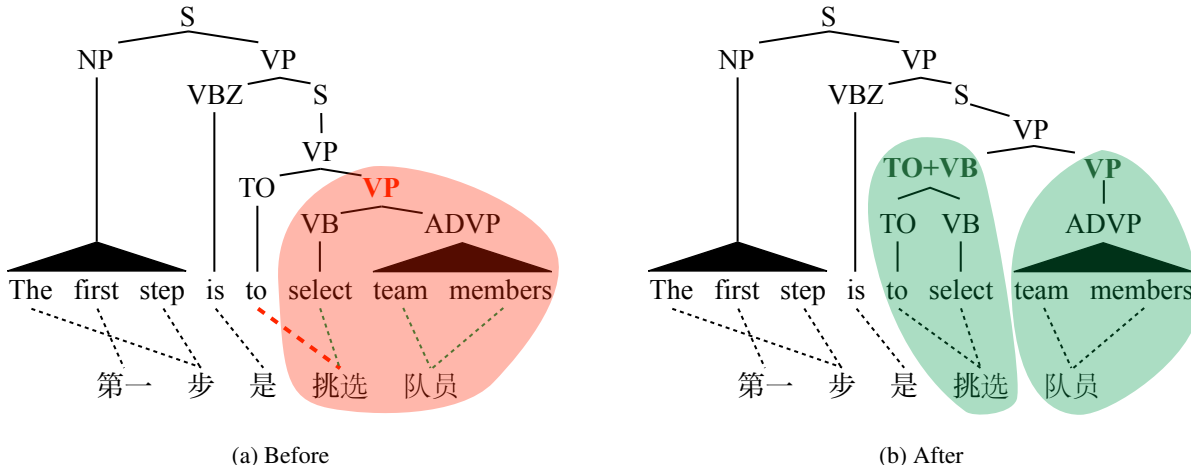 S S
NP VP NP VP
VBZ S VBZ S
VP VP
TO VP TO+VB VP
VB ADVP TO VB ADVP
The first step is to select team members The first step is to select team members
第一 步 是 挑选 队员 第一 步 是 挑选 队员
(a) Before (b) After